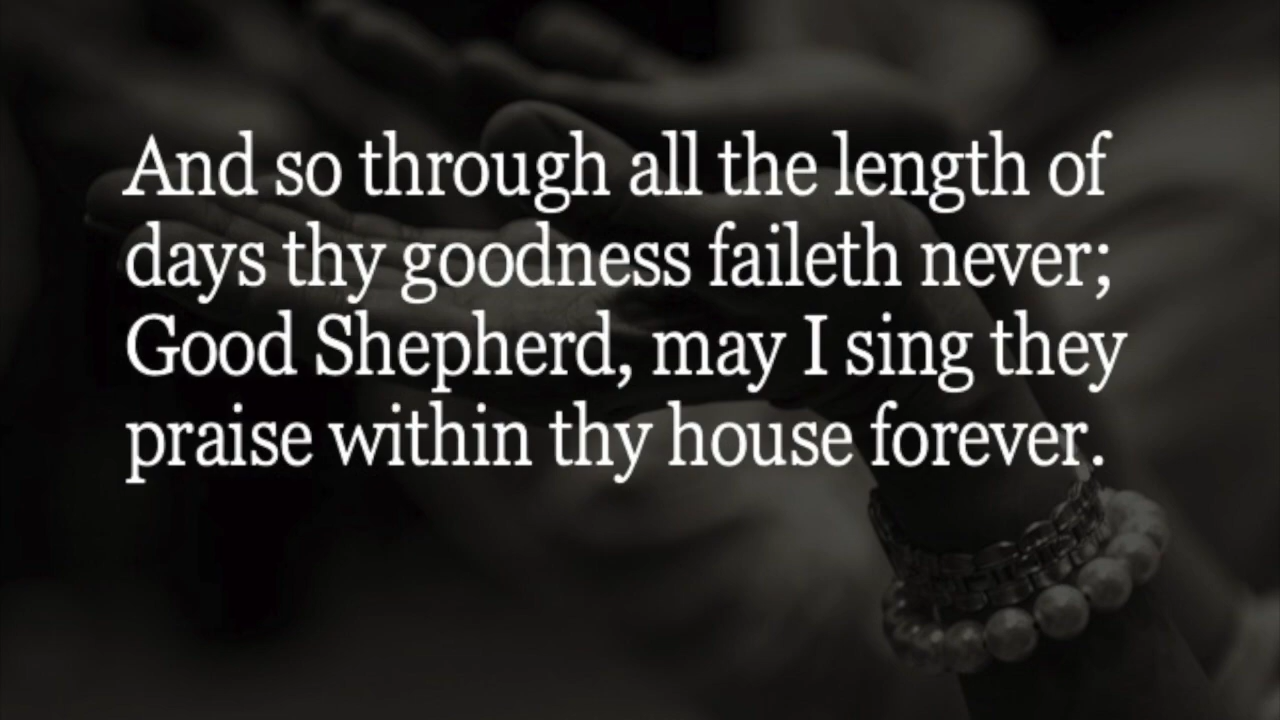 And so through all the length of
days thy goodness faileth never;
Good Shepherd, may I sing they
praise within thy house forever.